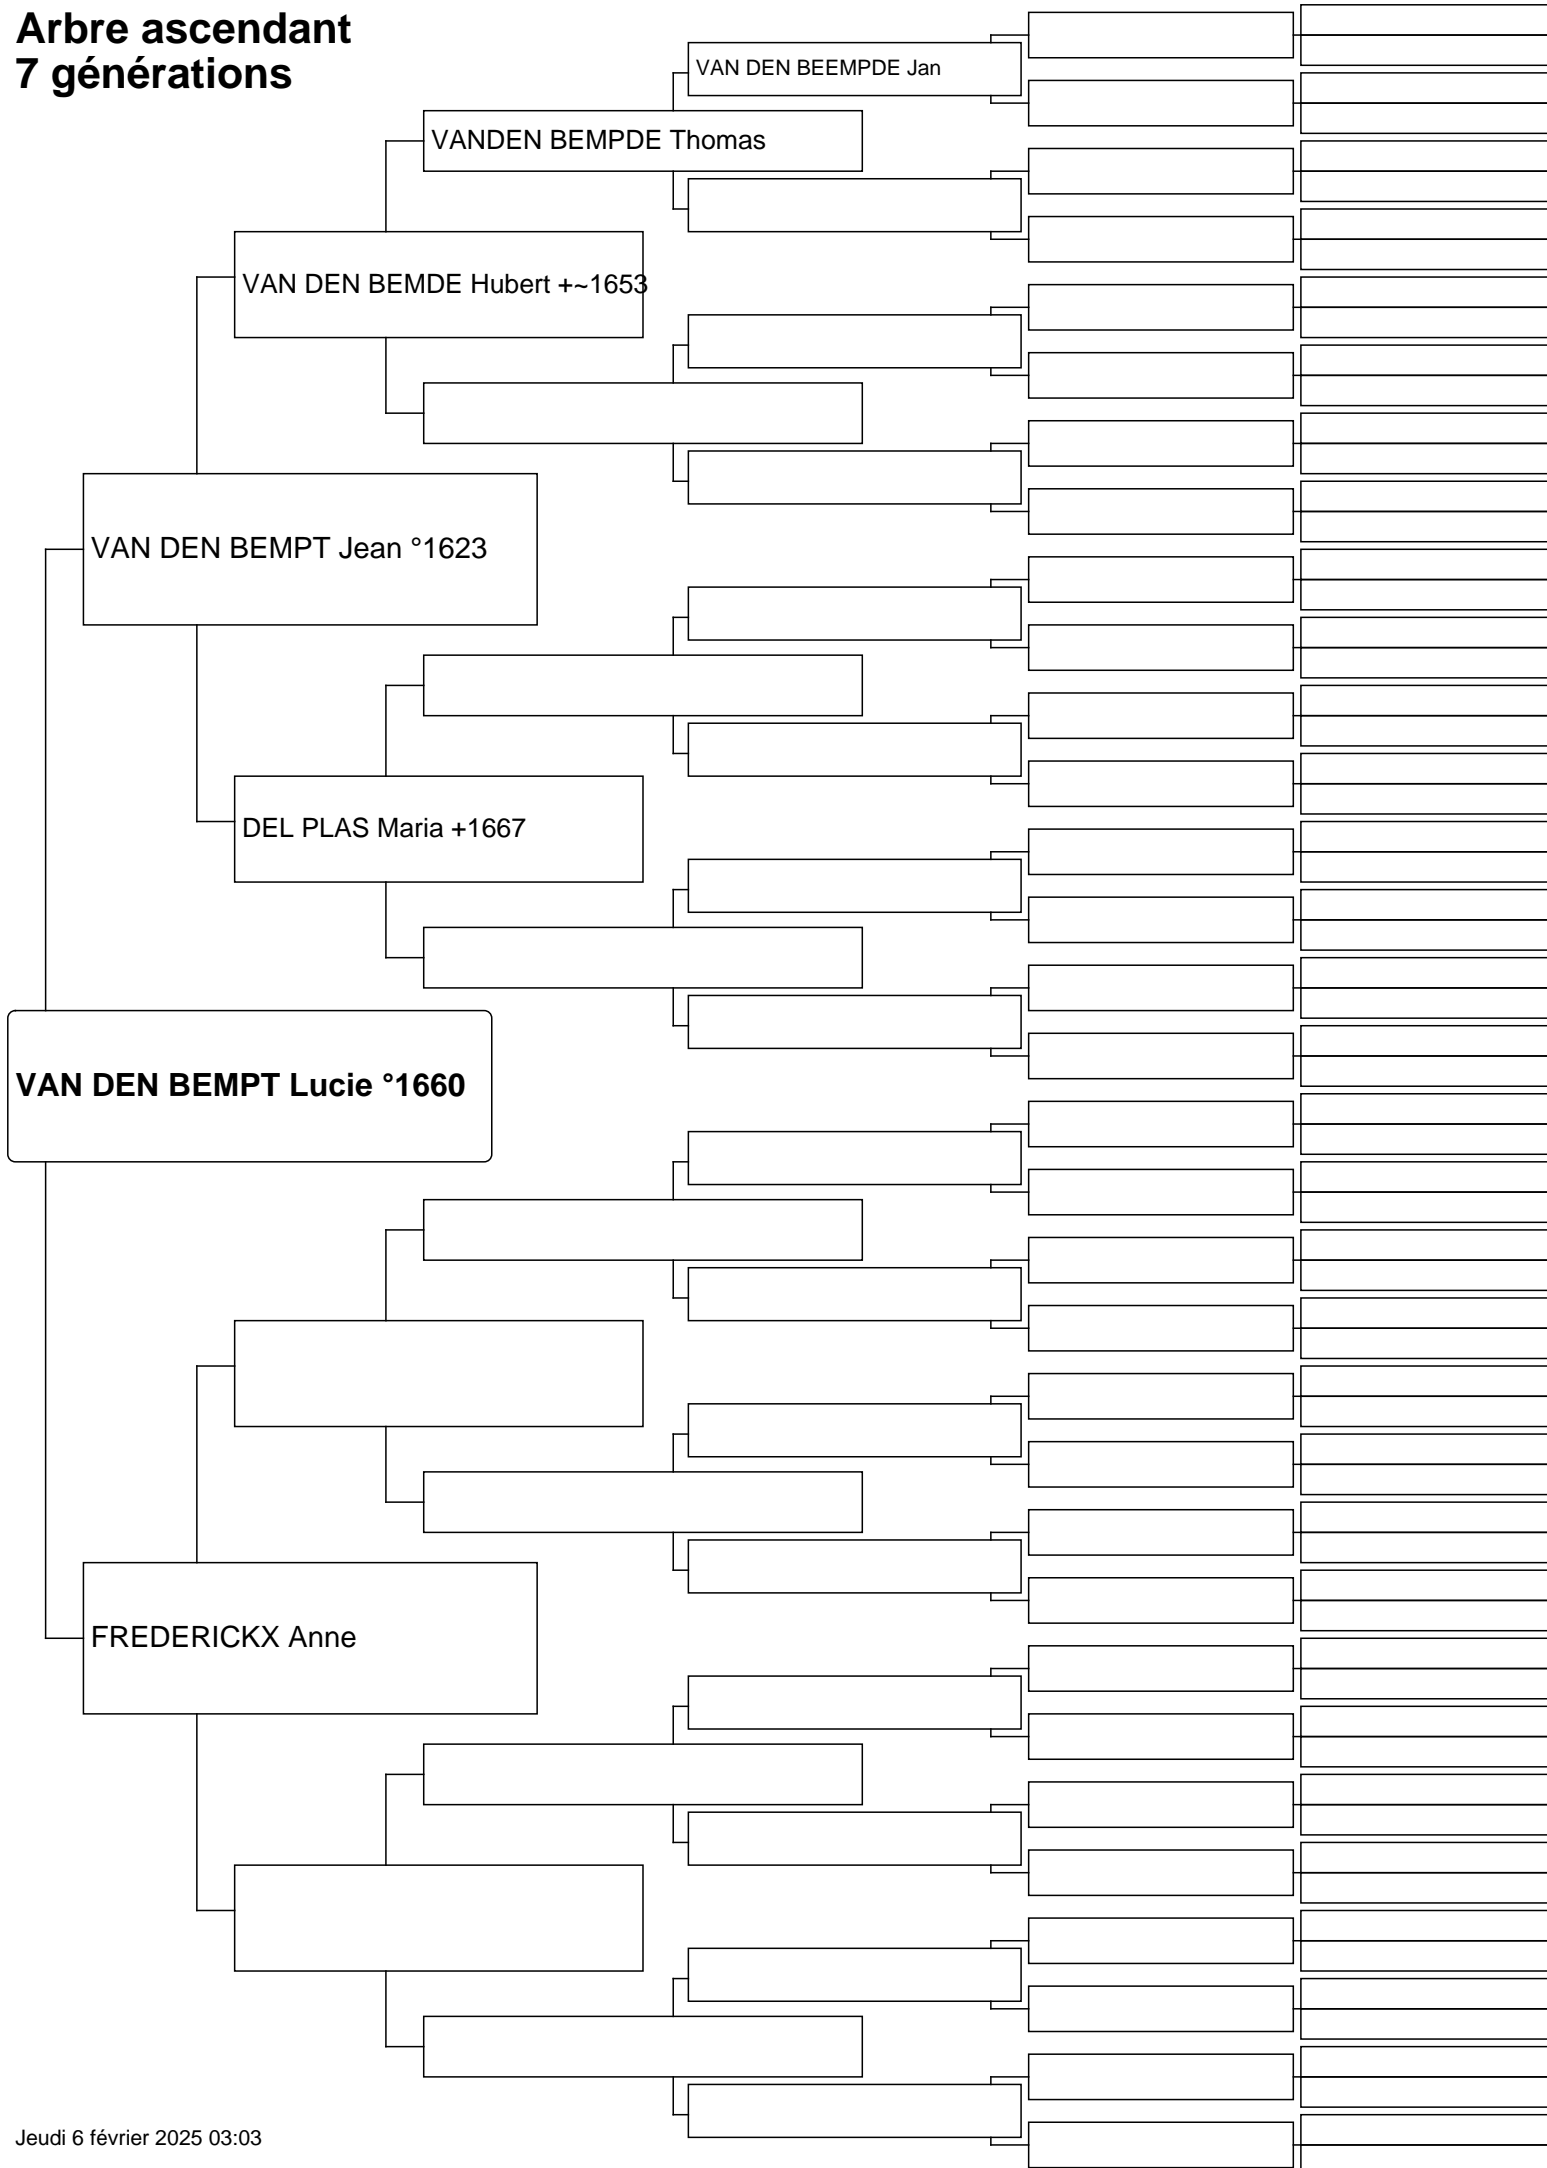 Arbre ascendant
7 générations
VAN DEN BEEMPDE Jan
VANDEN BEMPDE Thomas
VAN DEN BEMDE Hubert +~1653
VAN DEN BEMPT Jean °1623
DEL PLAS Maria +1667
VAN DEN BEMPT Lucie °1660
FREDERICKX Anne
Jeudi 6 février 2025 03:03